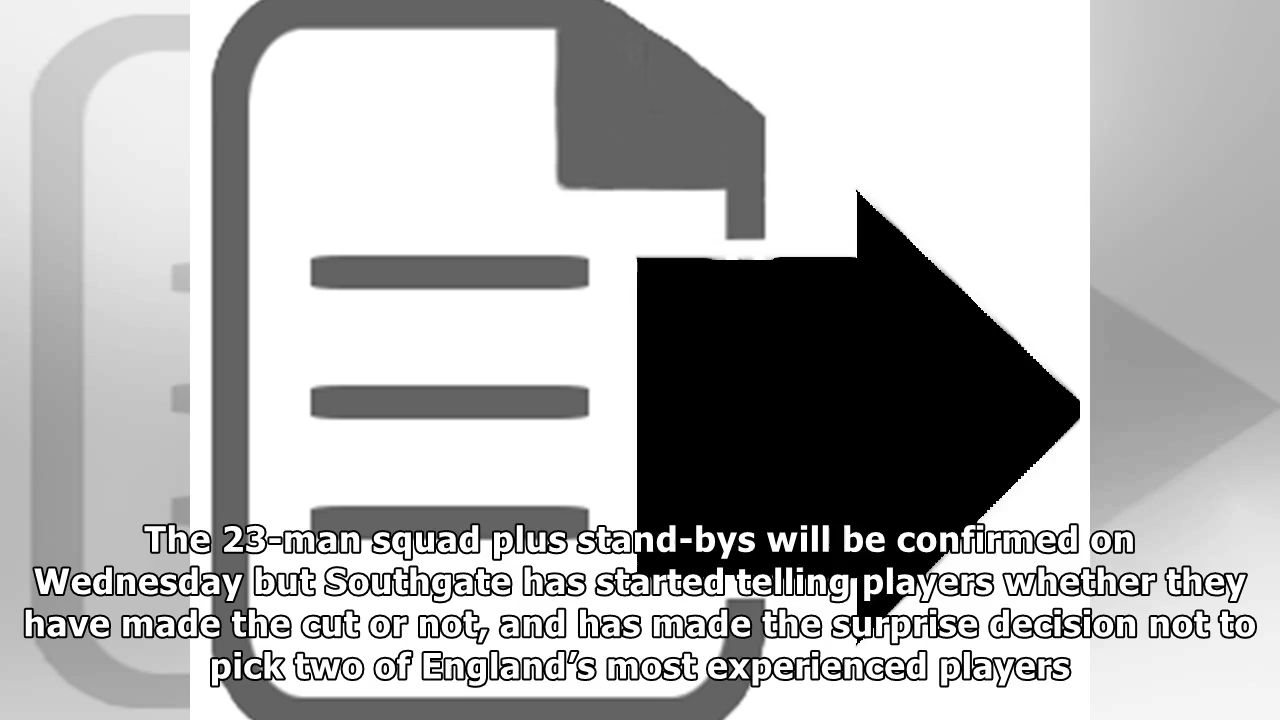 The 23-man squad plus stand-bys will be confirmed on
Wednesday but Southgate has started telling players whether they
have made the cut or not, and has made the surprise decision not to
pick two of England’s most experienced players